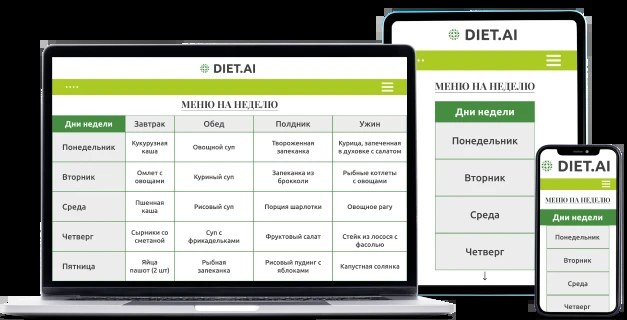 DIET.AI
МЕНЮ НА НЕДЕЛЮ
Дни недели Завтрак Обед Полдник Ужин
Понедельник Кукурузная каша Овощной суп Твороженная запеканка Курица, запеченная в духовке с салатом
Вторник Омлет с овощами Куриный суп Запеканка из брокколи Рыбные котлеты с овощами
Среда Пшенная каша Рисовый суп Порция шарлотки Овощное рагу
Четверг Сырники со сметаной Суп с фрикадельками Фруктовый салат Стейк из лосося с фасолью
Пятница Яйца пашот (2 шт) Рыбная запеканка Рисовый пудинг с яблоками Капустная солянка
DIET.AI
МЕНЮ НА НЕДЕЛЮ
Дни недели
Понедельник
Вторник
Среда
Четверг
↓
DIET.AI
МЕНЮ НА НЕДЕЛЮ
Дни недели
Понедельник
Вторник
Среда
Четверг